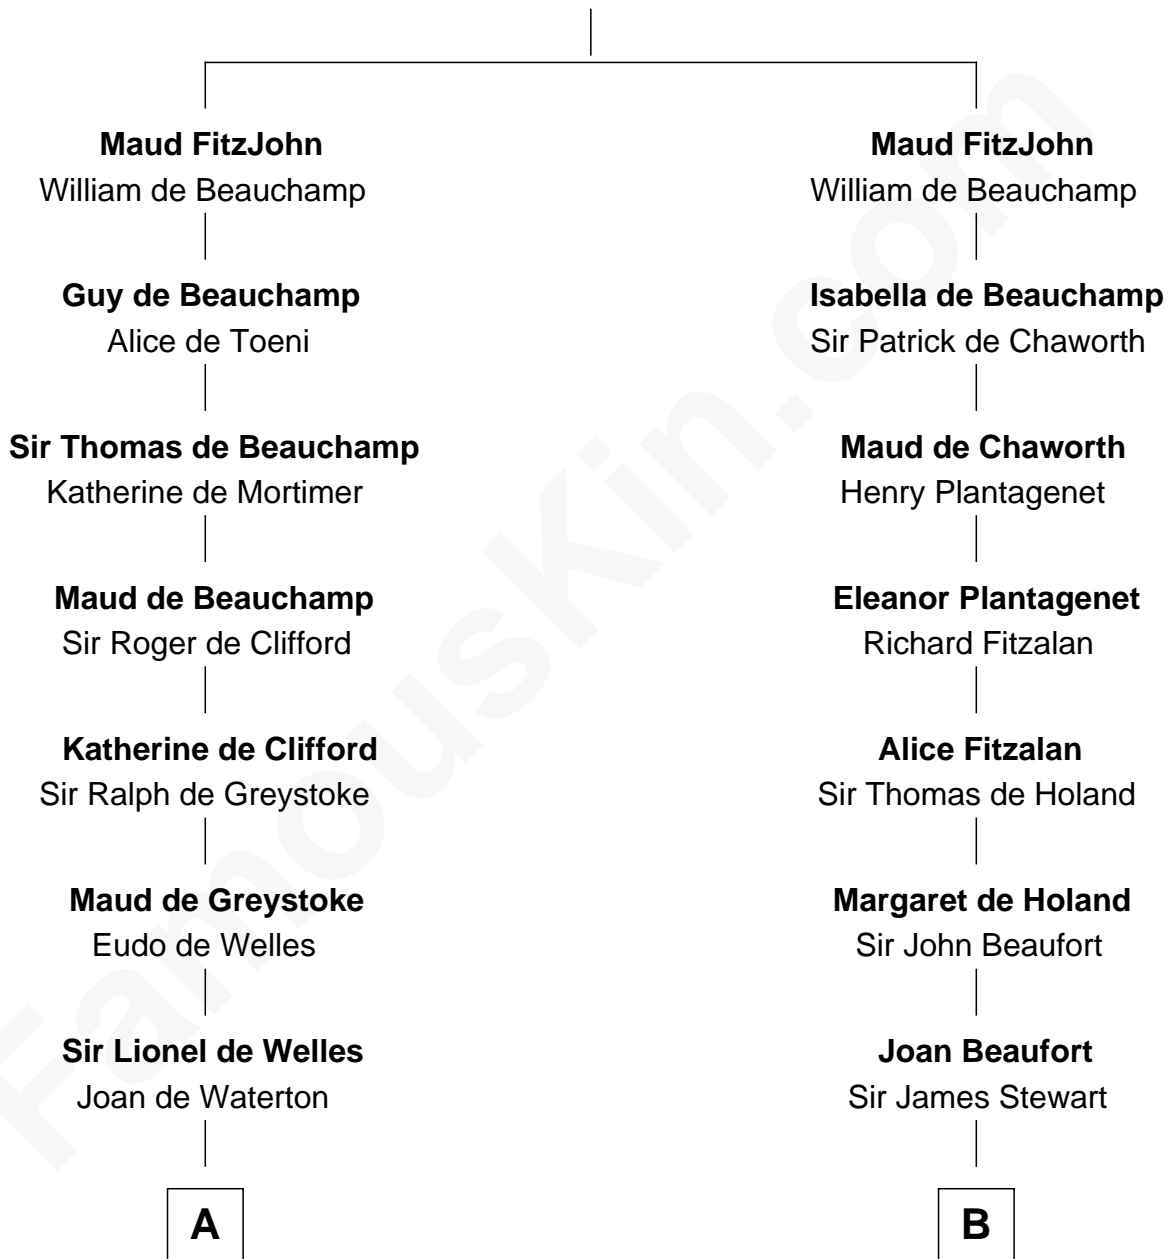 Maud FitzJohn
William de Beauchamp
Guy de Beauchamp
Alice de Toeni
Sir Thomas de Beauchamp
Katherine de Mortimer
Maud de Beauchamp
Sir Roger de Clifford
Katherine de Clifford
Sir Ralph de Greystoke
Maud de Greystoke
Eudo de Welles
Sir Lionel de Welles
Joan de Waterton
A
Maud FitzJohn
William de Beauchamp
Isabella de Beauchamp
Sir Patrick de Chaworth
Maud de Chaworth
Henry Plantagenet
Eleanor Plantagenet
Richard Fitzalan
Alice Fitzalan
Sir Thomas de Holand
Margaret de Holand
Sir John Beaufort
Joan Beaufort
Sir James Stewart
B
FamousKin.com